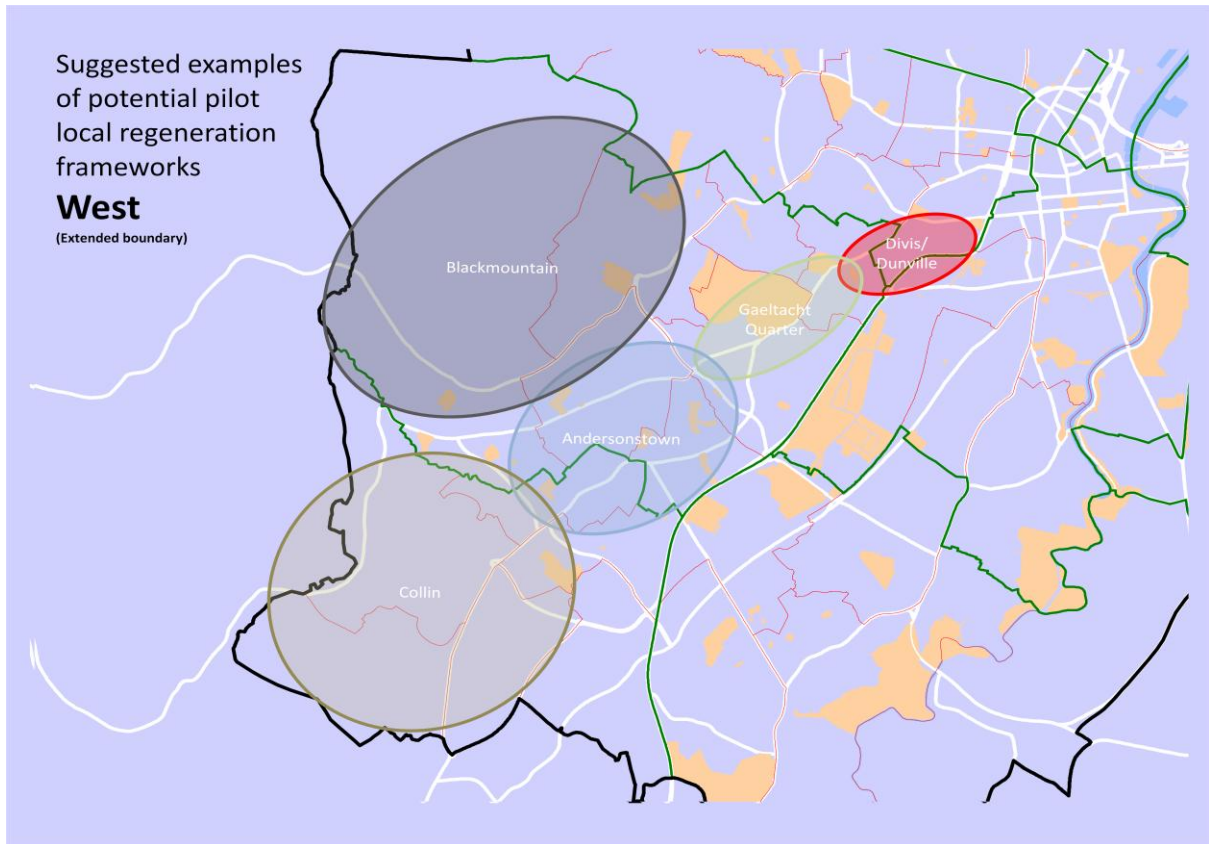 Suggested examples
of potential pilot
local regeneration
frameworks
West
(Extended boundary)
Blackmountain
Divis/
Dunville
Gaeltacht
Quarter
Andersonstown
Collin